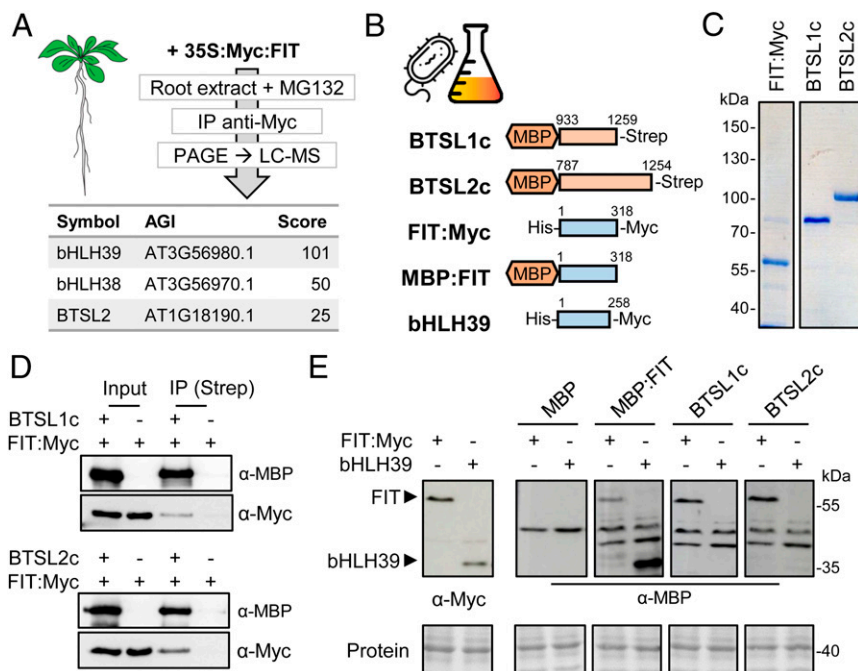 A
+ 35S:Myc:FIT
Root extract + MG132
IP anti-Myc
PAGE → LC-MS
Symbol AGI Score
bHLH39 AT3G56980.1 101
bHLH38 AT3G56970.1 50
BTSL2 AT1G18190.1 25
B
933 1259
BTSL1c MBP -Strep
787 1254
BTSL2c MBP -Strep
1 318
FIT:Myc His- -Myc
1 318
MBP:FIT MBP
1 258
bHLH39 His- -Myc
C
FIT:Myc BTSL1c BTSL2c
kDa
150-
130-
100-
70-
55-
40-
D
Input IP (Strep)
BTSL1c + - + -
FIT:Myc + + + +
α-MBP
α-Myc
BTSL2c + - + -
FIT:Myc + + + +
α-MBP
α-Myc
E
MBP MBP:FIT BTSL1c BTSL2c
FIT:Myc + - + - + - + - + -
bHLH39 - + - + - + - + - +
kDa
FIT
-55
bHLH39
-35
α-Myc α-MBP
Protein
-40